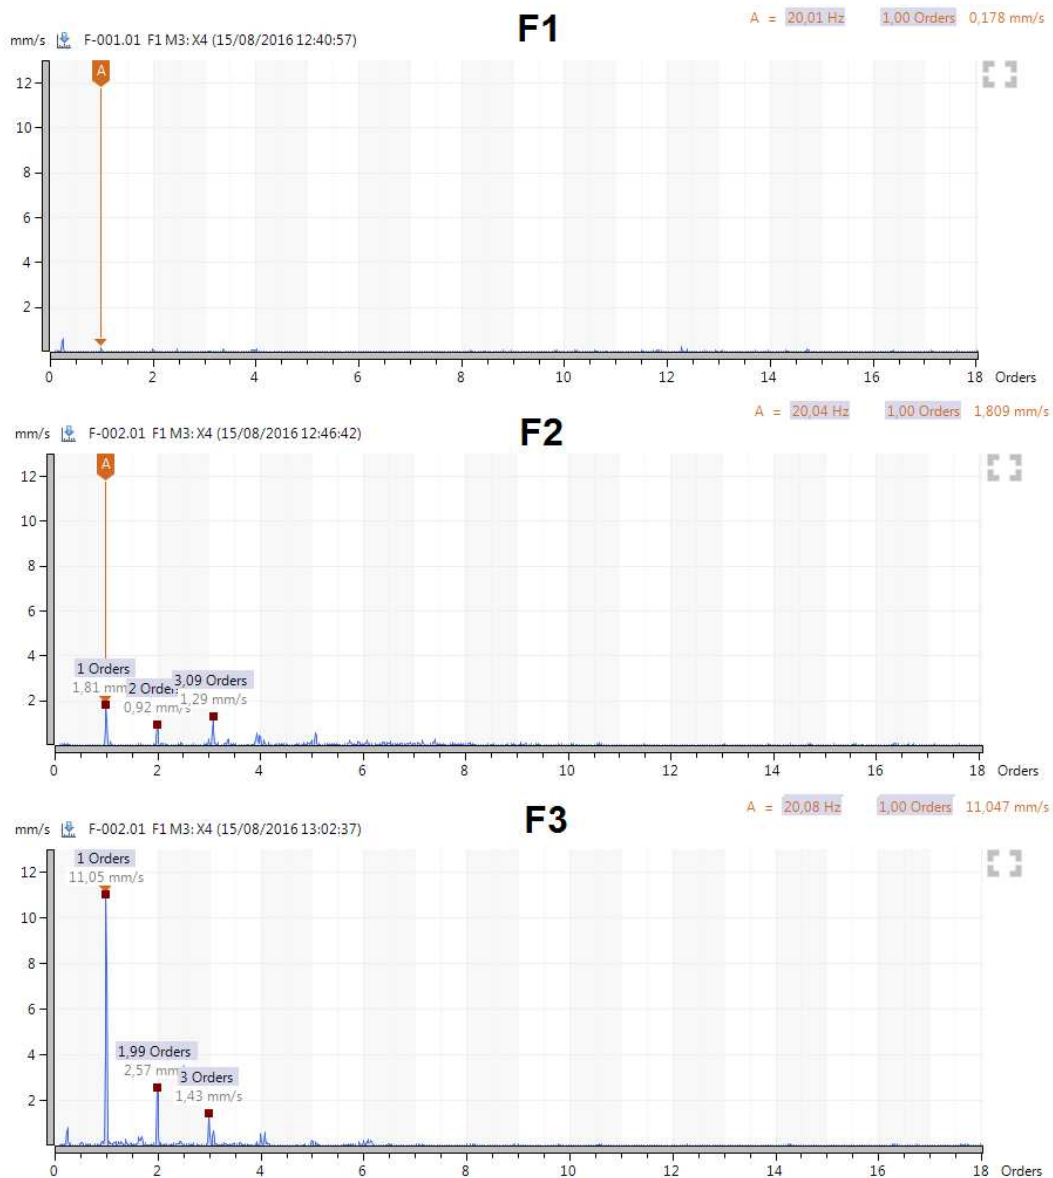 F1
A = 20,01 Hz 1,00 Orders 0,178 mm/s
mm/s F-001.01 F1 M3: X4 (15/08/2016 12:40:57)
A
12
10
8
6
4
2
0 2 4 6 8 10 12 14 16 18 Orders
F2
A = 20,04 Hz 1,00 Orders 1,809 mm/s
mm/s F-002.01 F1 M3: X4 (15/08/2016 12:46:42)
A
12
10
8
6
4
1 Orders
1,81 mm
2 Orde
0,92 mm/s
3,09 Orders
1,29 mm/s
2
0 2 4 6 8 10 12 14 16 18 Orders
F3
A = 20,08 Hz 1,00 Orders 11,047 mm/s
mm/s F-002.01 F1 M3: X4 (15/08/2016 13:02:37)
1 Orders
11,05 mm/s
12
10
8
6
4
1,99 Orders
2,57 mm
3 Orders
1,43 mm/s
2
0 2 4 6 8 10 12 14 16 18 Orders